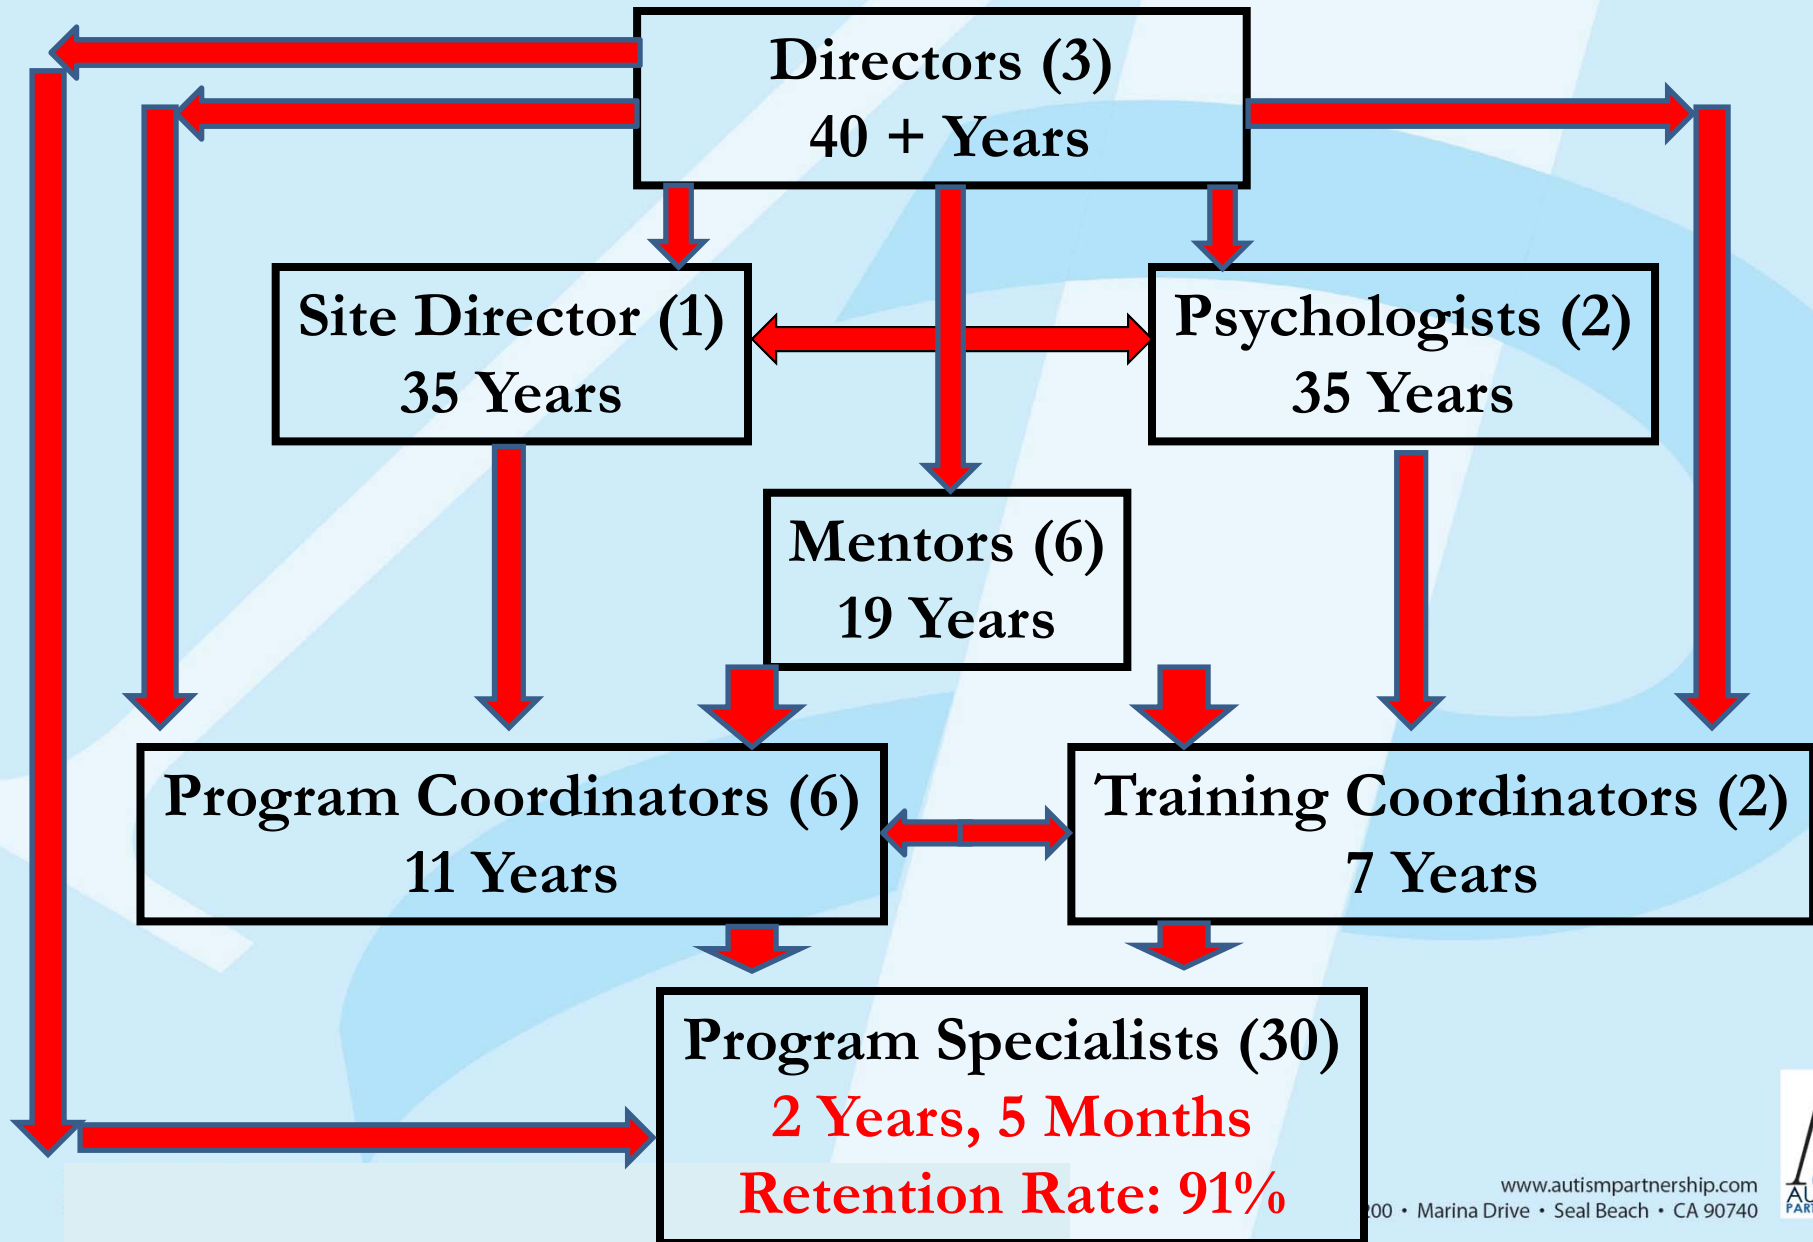 Directors (3)
40 + Years
Site Director (1)
35 Years
Psychologists (2)
35 Years
Mentors (6)
19 Years
Program Coordinators (6)
11 Years
Training Coordinators (2)
7 Years
Program Specialists (30)
2 Years, 5 Months
Retention Rate: 91%
www.autismpartnership.com
00 • Marina Drive • Seal Beach • CA 90740